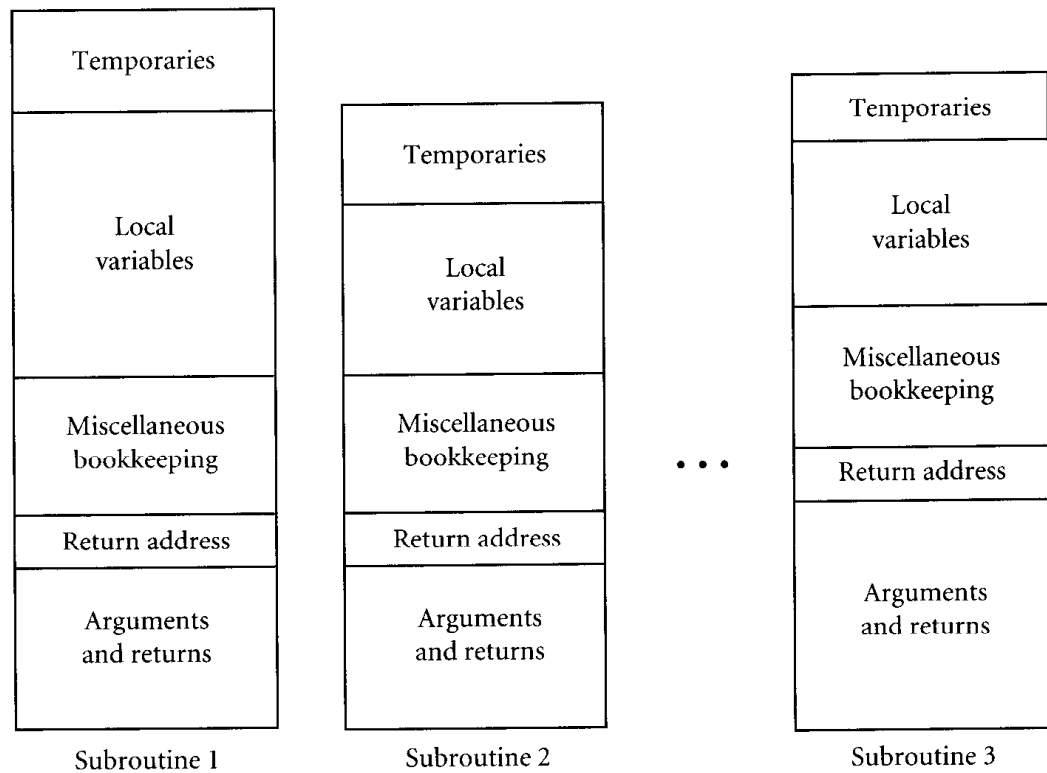 Temporaries
Local
variables
Miscellaneous
bookkeeping
Return address
Arguments
and returns
Subroutine 1
Temporaries
Local
variables
Miscellaneous
bookkeeping
Return address
Arguments
and returns
Subroutine 2
...
Temporaries
Local
variables
Miscellaneous
bookkeeping
Return address
Arguments
and returns
Subroutine 3